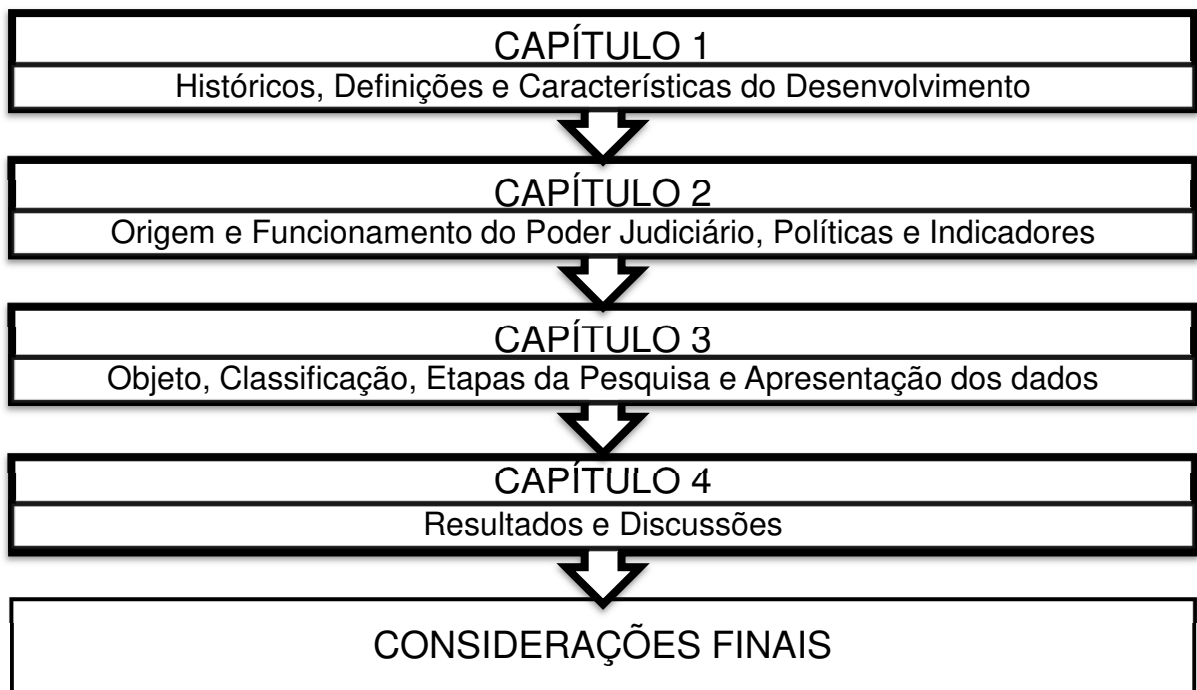 CAPÍTULO 1
Históricos, Definições e Características do Desenvolvimento
CAPÍTULO 2
Origem e Funcionamento do Poder Judiciário, Políticas e Indicadores
CAPÍTULO 3
Objeto, Classificação, Etapas da Pesquisa e Apresentação dos dados
CAPÍTULO 4
Resultados e Discussões
CONSIDERAÇÕES FINAIS